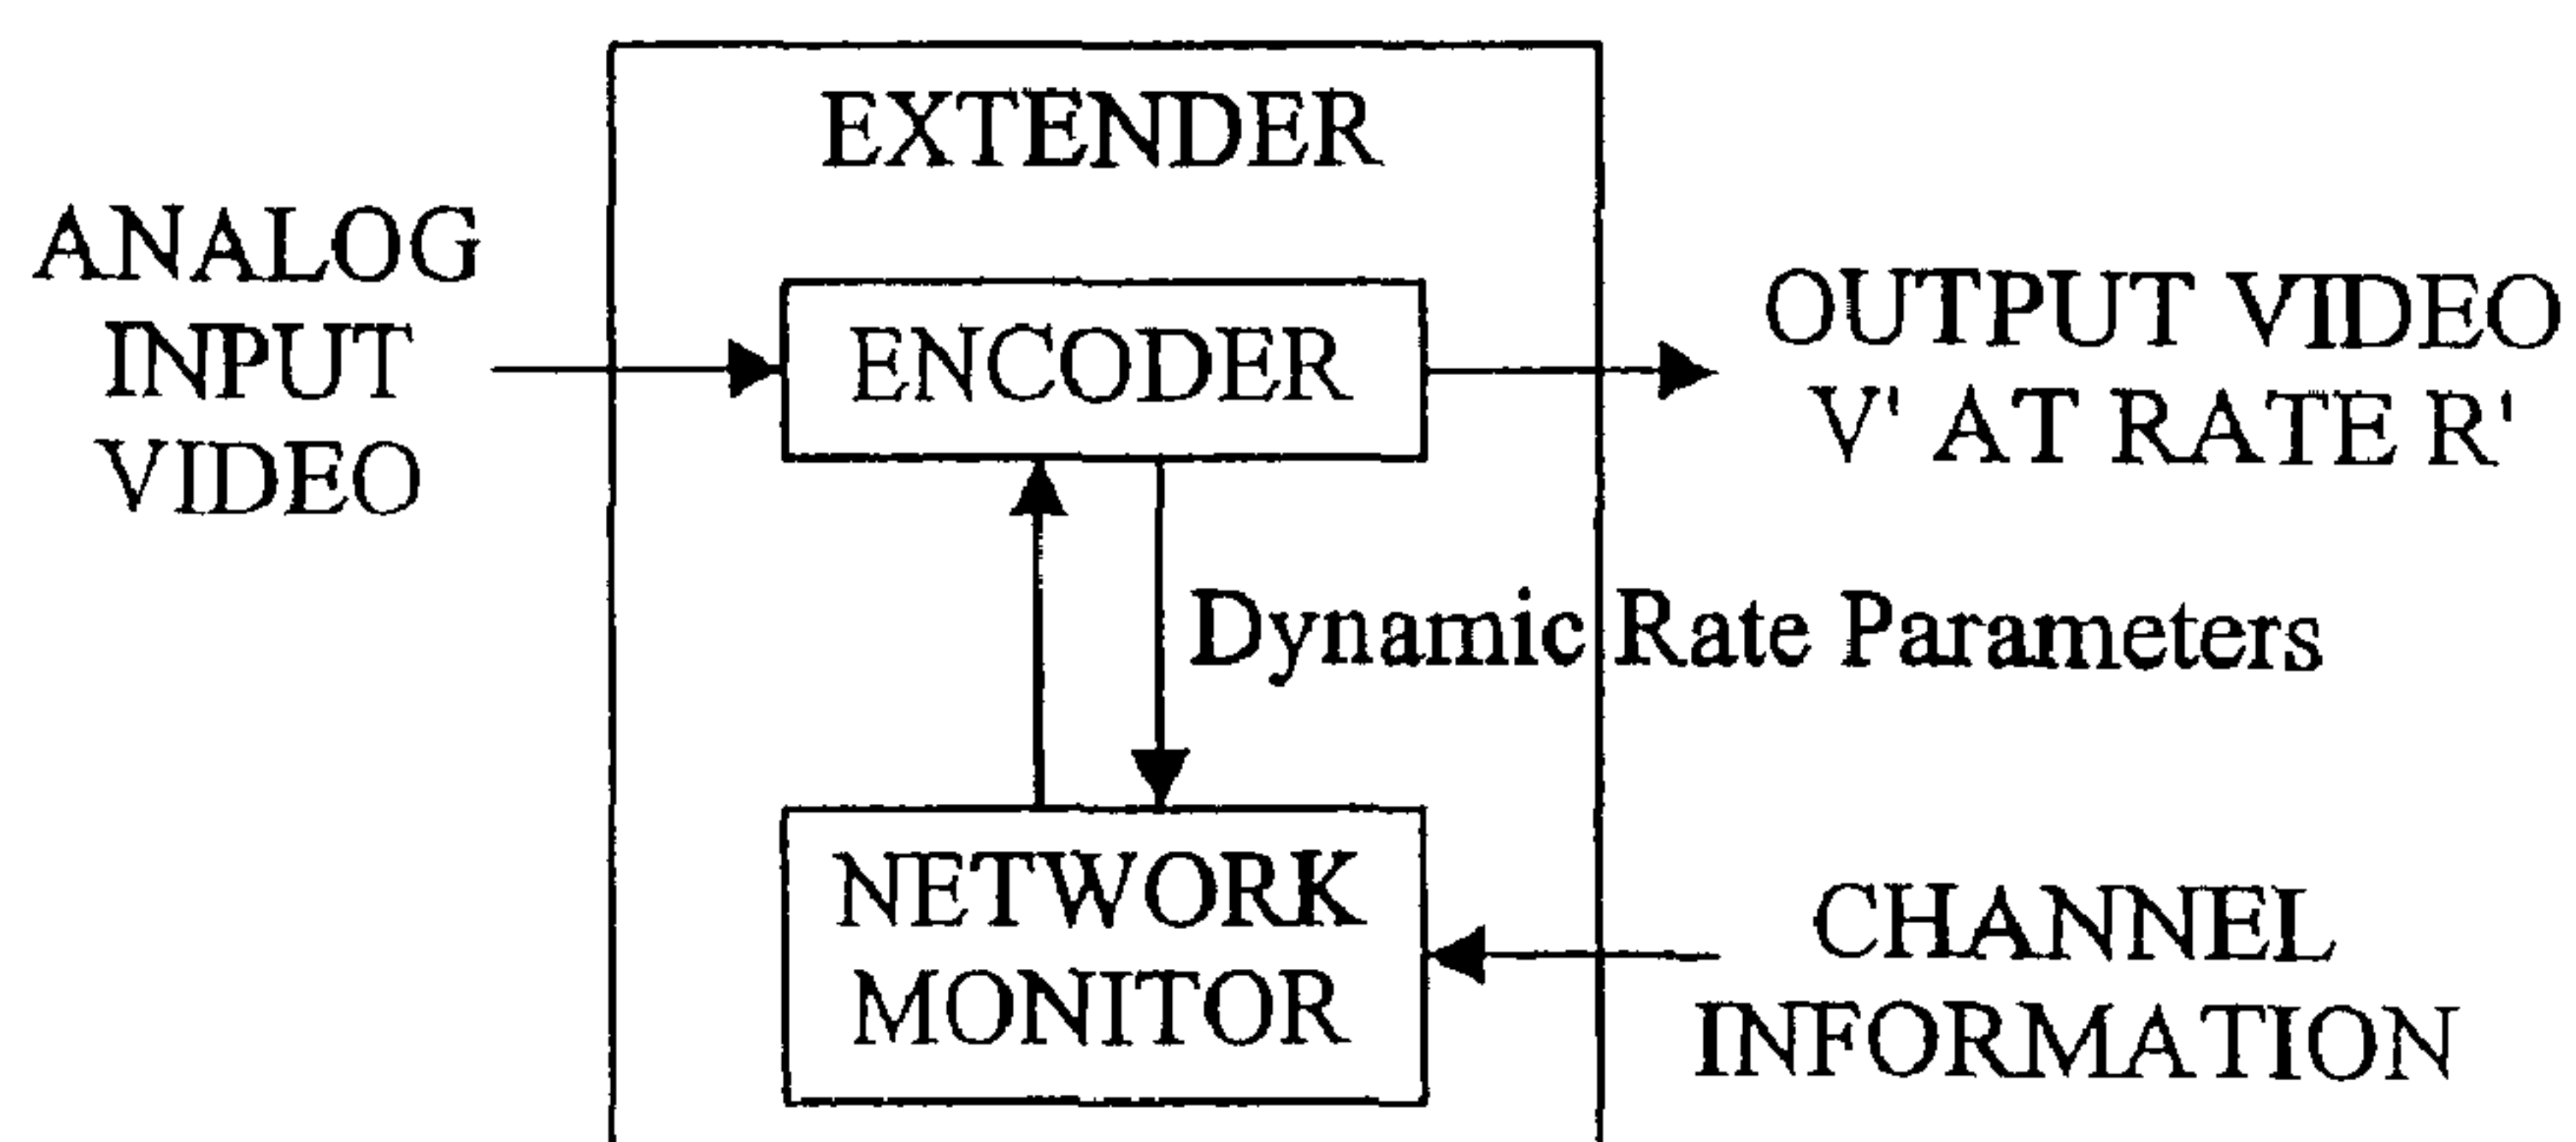 EXTENDER
ANALOG
INPUT
VIDEO
ENCODER
OUTPUT VIDEO
V' AT RATE R'
Dynamic Rate Parameters
NETWORK
MONITOR
CHANNEL
INFORMATION